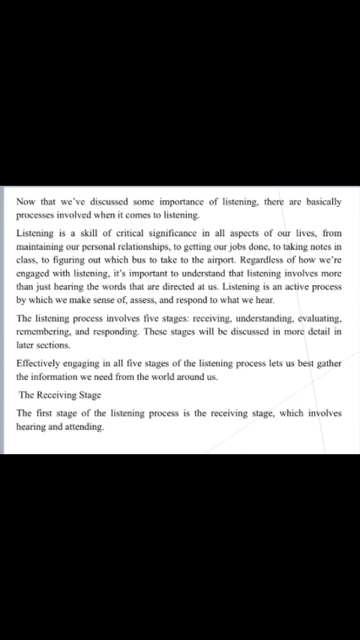 Now that we've discussed some importance of listening, there are basically
processes involved when it comes to listening.
Listening is a skill of critical significance in all aspects of our lives, from
maintaining our personal relationships, to getting our jobs done, to taking notes in
class, to figuring out which bus to take to the airport. Regardless of how we're
engaged with listening, it's important to understand that listening involves more
than just hearing the words that are directed at us. Listening is an active process
by which we make sense of, assess, and respond to what we hear.
The listening process involves five stages: receiving, understanding, evaluating,
remembering, and responding. These stages will be discussed in more detail in
later sections.
Effectively engaging in all five stages of the listening process lets us best gather
the information we need from the world around us.
The Receiving Stage
The first stage of the listening process is the receiving stage, which involves
hearing and attending.